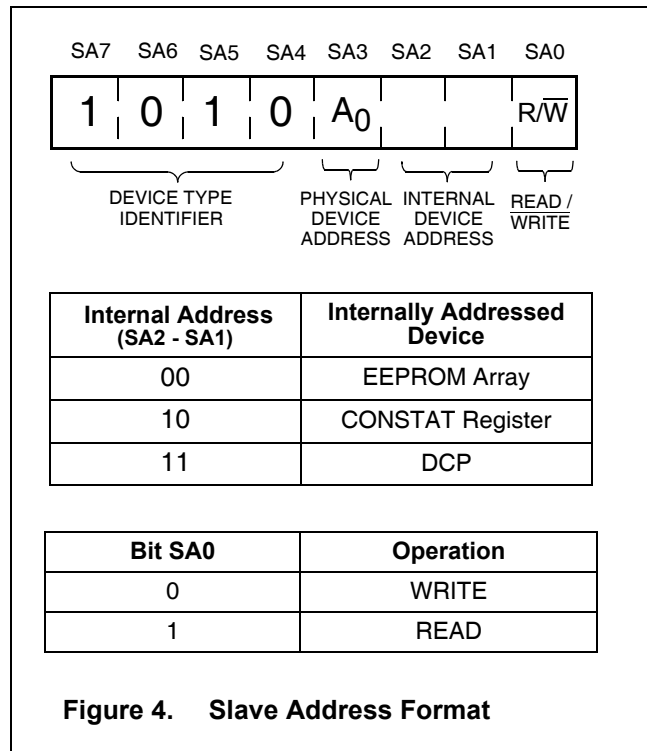 SA7 SA6 SA5 SA4 SA3 SA2 SA1 SA0
1 0 1 0 A0 R/W̅
DEVICE TYPE IDENTIFIER
PHYSICAL DEVICE ADDRESS
INTERNAL DEVICE ADDRESS
READ / W̅R̅I̅T̅E̅
Internal Address (SA2 - SA1) Internally Addressed Device
00 EEPROM Array
10 CONSTAT Register
11 DCP
Bit SA0 Operation
0 WRITE
1 READ
Figure 4. Slave Address Format